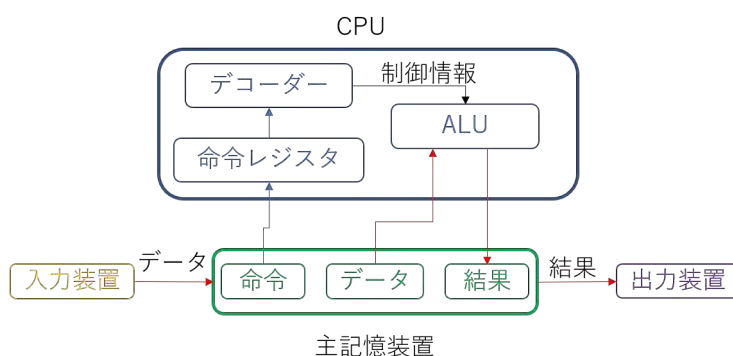 CPU
デコーダー
制御情報
ALU
命令レジスタ
データ
入力装置
命令
データ
結果
結果
出力装置
主記憶装置